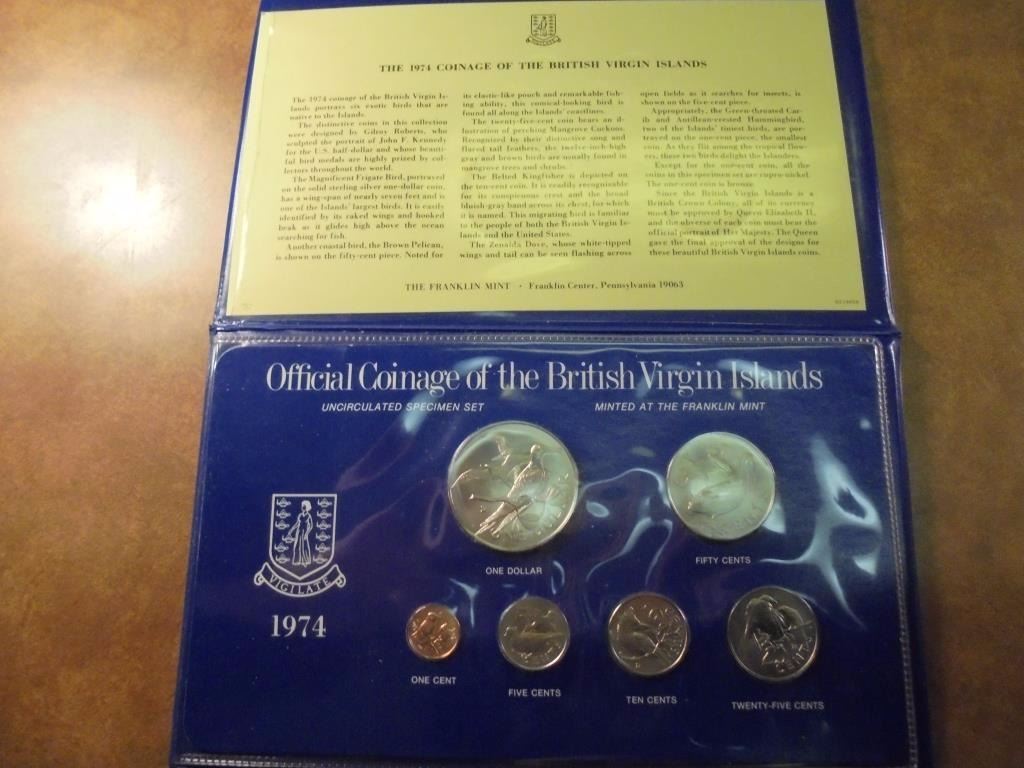 THE 1974 COINAGE OF THE BRITISH VIRGIN ISLANDS
The 1974 coinage of the British Virgin Is-
lands portrays six exotic birds that are
native to the Islands.
The distinctive coins in this collection
were designed by Gilroy Roberts, who
sculpted the portrait of John F. Kennedy
for the U.S. half-dollar and whose beauti-
ful bird medals are highly prized by col-
lectors throughout the world.
The Magnificent Frigate Bird, portrayed
on the solid sterling silver one-dollar coin,
has a wing-span of nearly seven feet and is
one of the Islands' largest birds. It is easily
identified by its raked wings and hooked
beak as it glides high above the ocean
searching for fish.
Another coastal bird, the Brown Pelican,
is shown on the fifty-cent piece. Noted for
its elastic-like pouch and remarkable fish-
ing ability, this comical-looking bird is
found all along the Islands' coastlines.
The twenty-five-cent coin bears an il-
lustration of perching Mangrove Cuckoos.
Recognized by their distinctive song and
flared tail feathers, the twelve-inch-high
gray and brown birds are usually found in
mangrove trees and shrubs.
The Belted Kingfisher is depicted on
the ten-cent coin. It is readily recognizable
for its conspicuous crest and the broad
bluish-gray band across its chest, for which
it is named. This migrating bird is familiar
to the people of both the British Virgin Is-
lands and the United States.
The Zenaida Dove, whose white-tipped
wings and tail can be seen flashing across
open fields as it searches for insects, is
shown on the five-cent piece.
Appropriately, the Green-throated Car-
ib and Antillean-crested Hummingbird,
two of the Islands' tiniest birds, are por-
trayed on the one-cent piece, the smallest
coin. As they flit among the tropical flow-
ers, these two birds delight the Islanders.
Except for the one-cent coin, all the
coins in this specimen set are cupro-nickel.
The one-cent coin is bronze.
Since the British Virgin Islands is a
British Crown Colony, all of its currency
must be approved by Queen Elizabeth II,
and the obverse of each coin must bear the
official portrait of Her Majesty. The Queen
gave the final approval of the designs for
these beautiful British Virgin Islands coins.
THE FRANKLIN MINT · Franklin Center, Pennsylvania 19063
Official Coinage of the British Virgin Islands
UNCIRCULATED SPECIMEN SET MINTED AT THE FRANKLIN MINT
VIGILATE
1974
ONE DOLLAR
FIFTY CENTS
ONE CENT
FIVE CENTS
TEN CENTS
TWENTY-FIVE CENTS